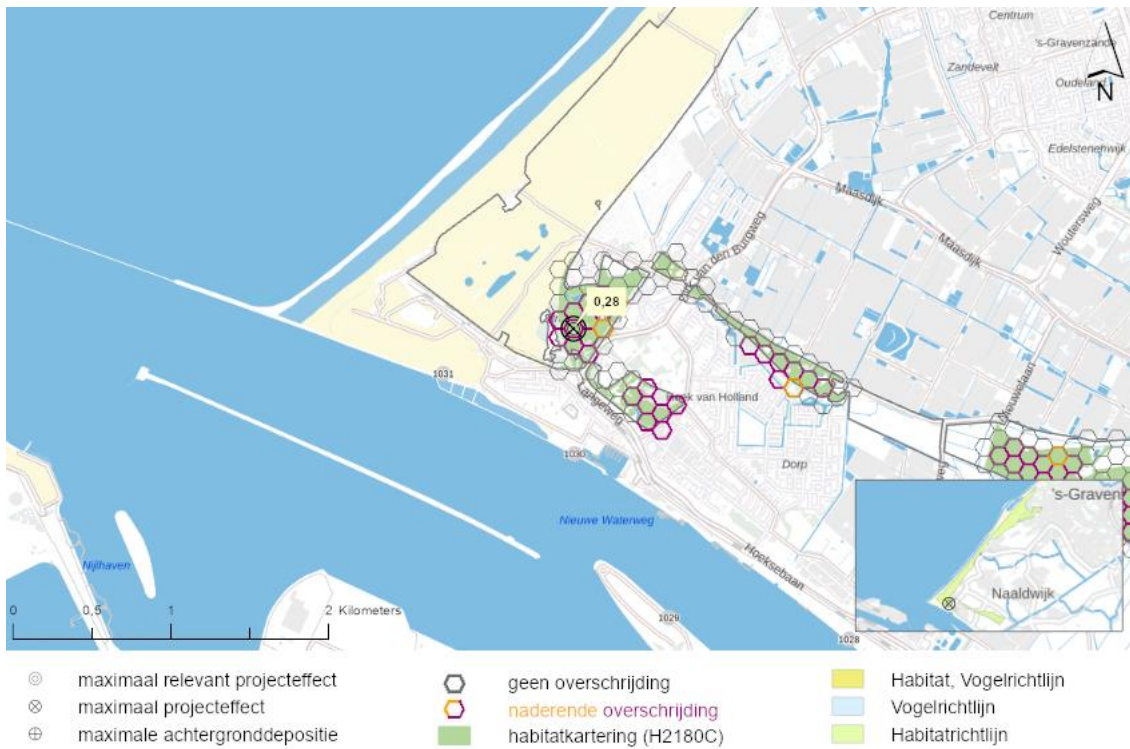 Centrum
's-Gravenzande
Zandevelt
Oudeland
N
Edelstenenwijk
Maasdijk
Woutersweg
van den Burgweg
Maasdijk
0,28
1031
Langeweg
Hoek van Holland
Nieuwelaan
1030
Dorp
Nieuwe Waterweg
Hoeksebaan
's-Graven
Naaldwijk
Nijlhaven
0 0,5 1 2 Kilometers
1029
1028
maximaal relevant projecteffect
maximaal projecteffect
maximale achtergronddepositie
geen overschrijding
naderende overschrijding
habitatkartering (H2180C)
Habitat, Vogelrichtlijn
Vogelrichtlijn
Habitatrichtlijn